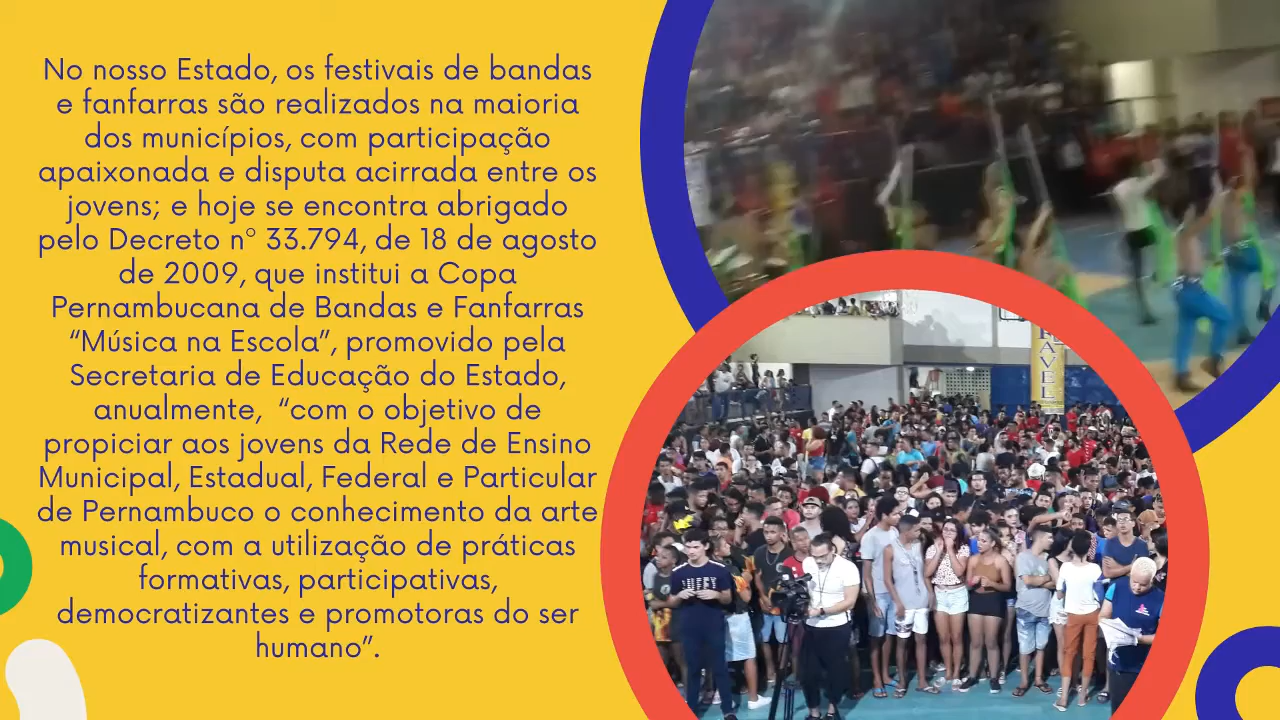 No nosso Estado, os festivais de bandas
e fanfarras são realizados na maioria
dos municípios, com participação
apaixonada e disputa acirrada entre os
jovens; e hoje se encontra abrigado
pelo Decreto nº 33.794, de 18 de agosto
de 2009, que institui a Copa
Pernambucana de Bandas e Fanfarras
“Música na Escola”, promovido pela
Secretaria de Educação do Estado,
anualmente, “com o objetivo de
propiciar aos jovens da Rede de Ensino
Municipal, Estadual, Federal e Particular
de Pernambuco o conhecimento da arte
musical, com a utilização de práticas
formativas, participativas,
democratizantes e promotoras do ser
humano”.